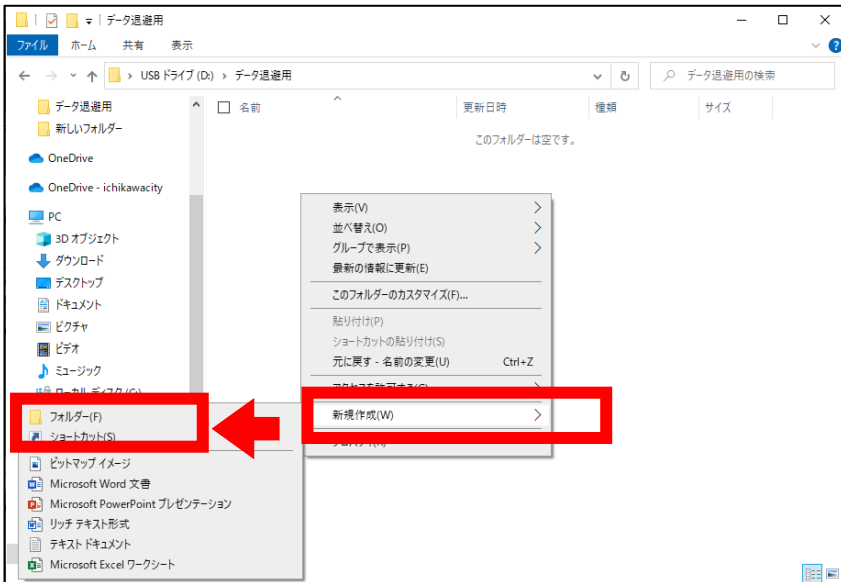 データ退避用
ファイル ホーム 共有 表示
USB ドライブ (D:) › データ退避用
データ退避用の検索
データ退避用
新しいフォルダー
OneDrive
OneDrive - ichikawacity
PC
3D オブジェクト
ダウンロード
デスクトップ
ドキュメント
ピクチャ
ビデオ
ミュージック
ローカル ディスク (C:)
名前 更新日時 種類 サイズ
このフォルダーは空です。
表示(V)
並べ替え(O)
グループで表示(P)
最新の情報に更新(E)
このフォルダーのカスタマイズ(F)...
貼り付け(P)
ショートカットの貼り付け(S)
元に戻す - 名前の変更(U) Ctrl+Z
新規作成(W)
フォルダー(F)
ショートカット(S)
ビットマップ イメージ
Microsoft Word 文書
Microsoft PowerPoint プレゼンテーション
リッチ テキスト形式
テキスト ドキュメント
Microsoft Excel ワークシート